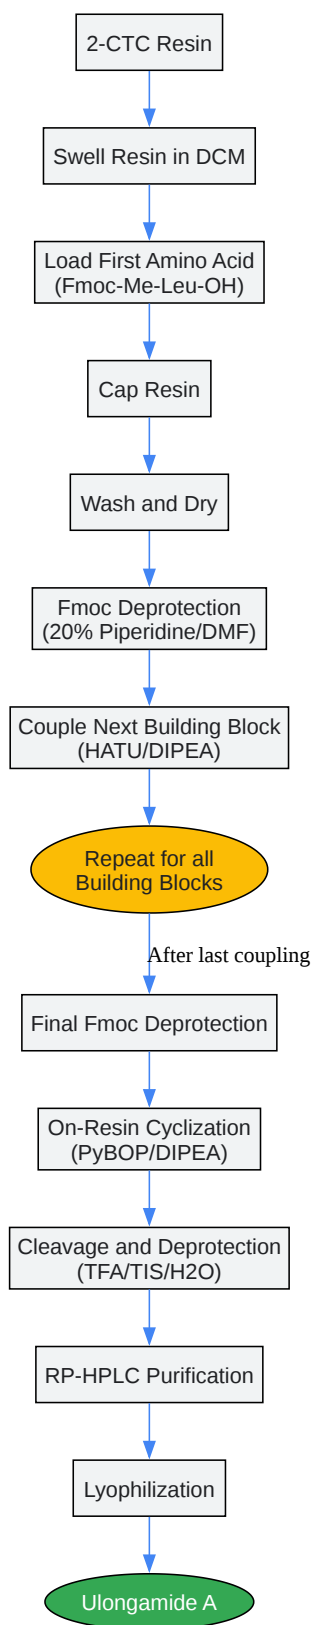 2-CTC Resin
Swell Resin in DCM
Load First Amino Acid
(Fmoc-Me-Leu-OH)
Cap Resin
Wash and Dry
Fmoc Deprotection
(20% Piperidine/DMF)
Couple Next Building Block
(HATU/DIPEA)
Repeat for all
Building Blocks
After last coupling
Final Fmoc Deprotection
On-Resin Cyclization
(PyBOP/DIPEA)
Cleavage and Deprotection
(TFA/TIS/H2O)
RP-HPLC Purification
Lyophilization
Ulongamide A